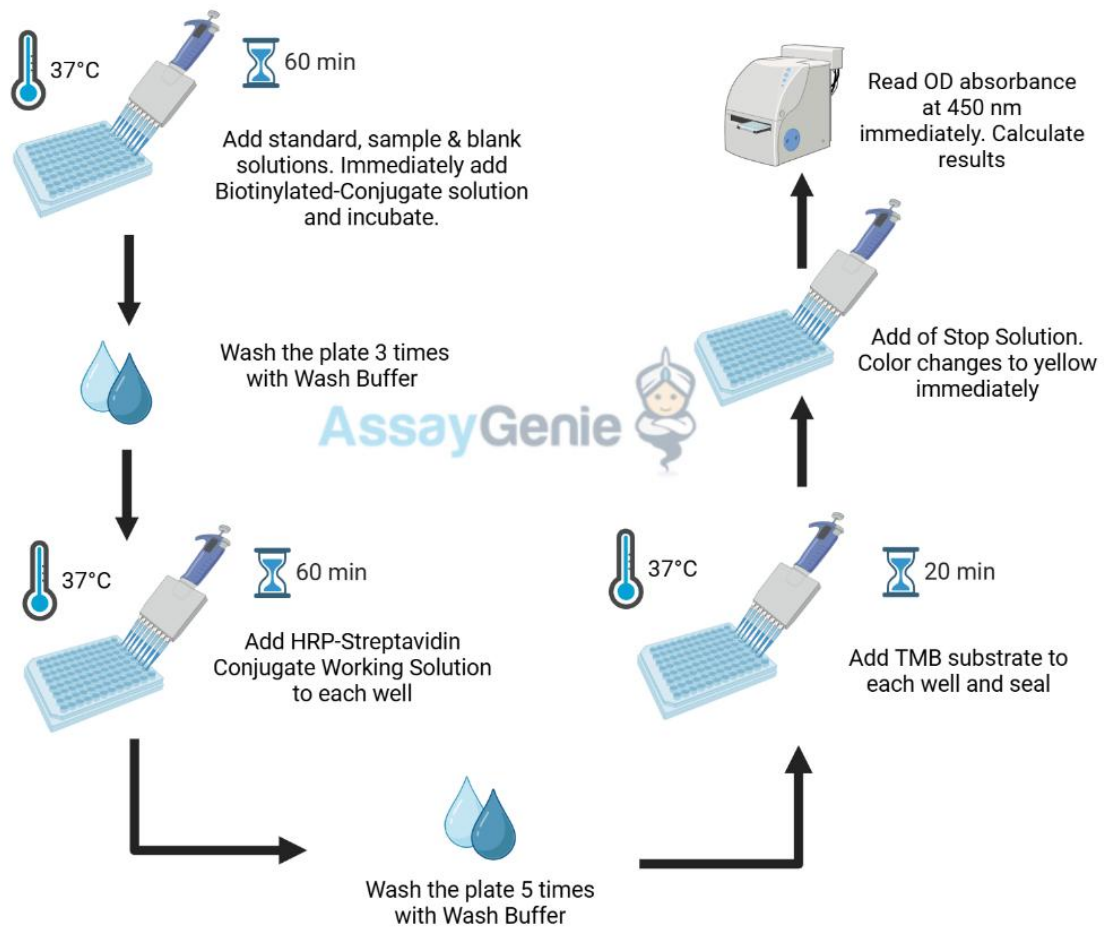 37°C
60 min
Add standard, sample & blank
solutions. Immediately add
Biotinylated-Conjugate solution
and incubate.
Wash the plate 3 times
with Wash Buffer
37°C
60 min
Add HRP-Streptavidin
Conjugate Working Solution
to each well
Wash the plate 5 times
with Wash Buffer
37°C
20 min
Add TMB substrate to
each well and seal
Add of Stop Solution.
Color changes to yellow
immediately
Read OD absorbance
at 450 nm
immediately. Calculate
results
AssayGenie